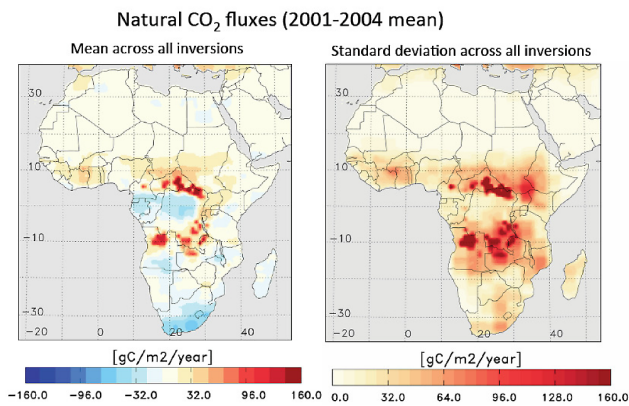 Natural CO₂ fluxes (2001-2004 mean)
Mean across all inversions
Standard deviation across all inversions
30
10
-10
-30
-20 0 20 40
30
10
-10
-30
-20 0 20 40
[gC/m2/year]
[gC/m2/year]
-160.0 -96.0 -32.0 32.0 96.0 160.0
0.0 32.0 64.0 96.0 128.0 160.0